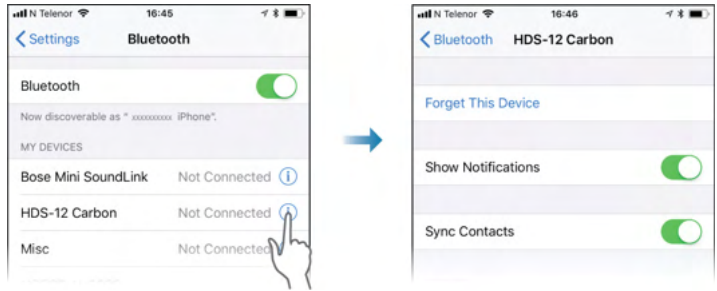 N Telenor 16:45
Settings Bluetooth
Bluetooth
Now discoverable as " xxxxxxxxx iPhone".
MY DEVICES
Bose Mini SoundLink Not Connected
HDS-12 Carbon Not Connected
Misc Not Connected
N Telenor 16:46
Bluetooth HDS-12 Carbon
Forget This Device
Show Notifications
Sync Contacts